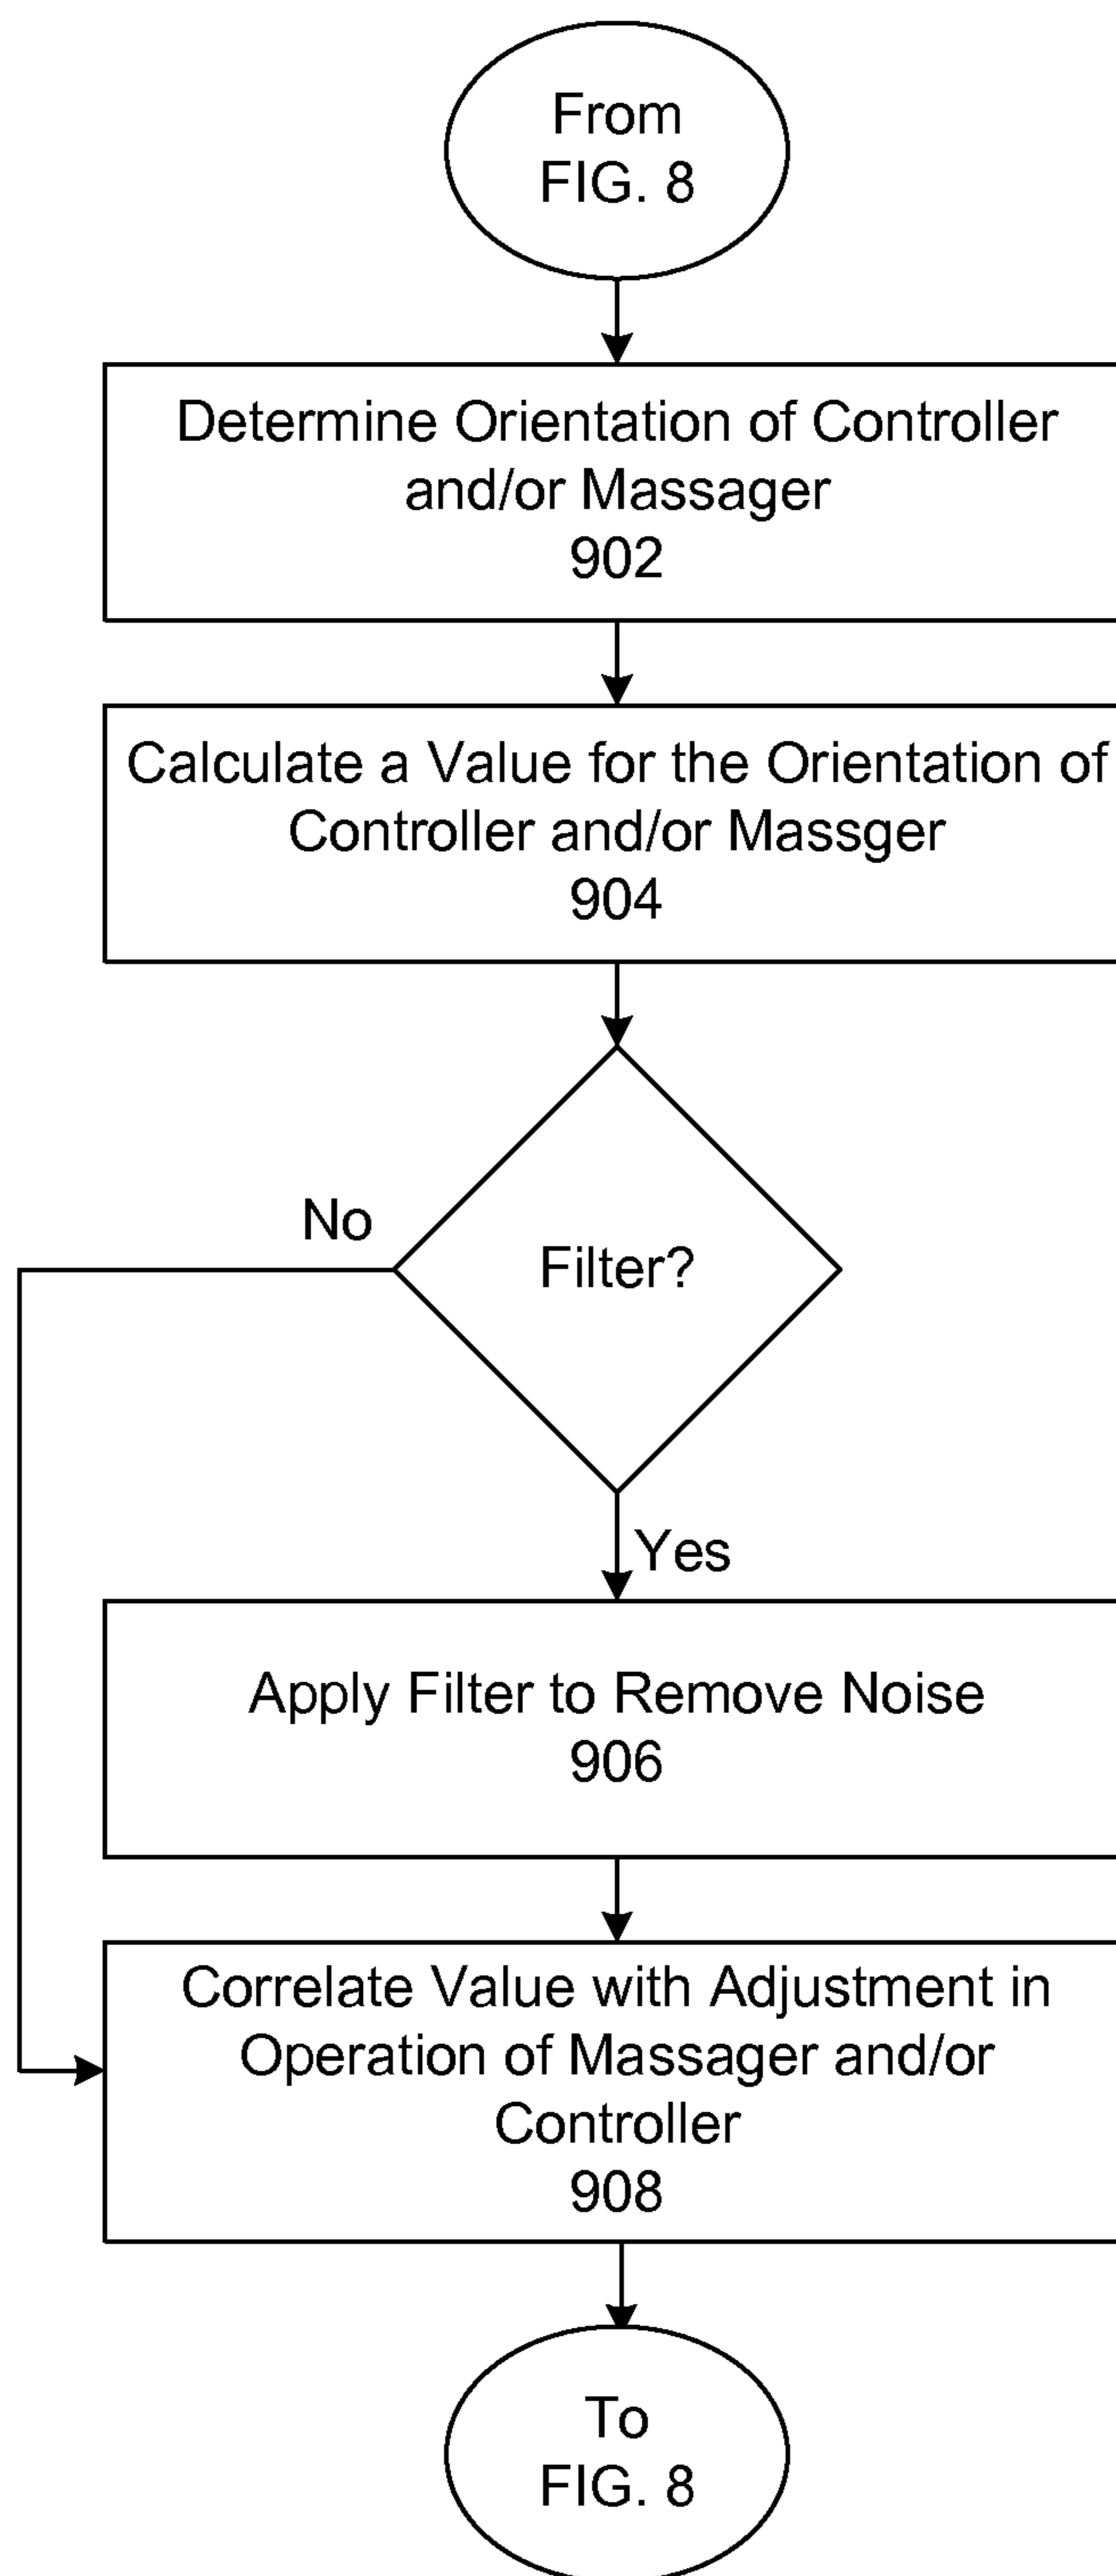 From
FIG. 8
Determine Orientation of Controller
and/or Massager
902
Calculate a Value for the Orientation of
Controller and/or Massger
904
Filter?
No
Yes
Apply Filter to Remove Noise
906
Correlate Value with Adjustment in
Operation of Massager and/or
Controller
908
To
FIG. 8